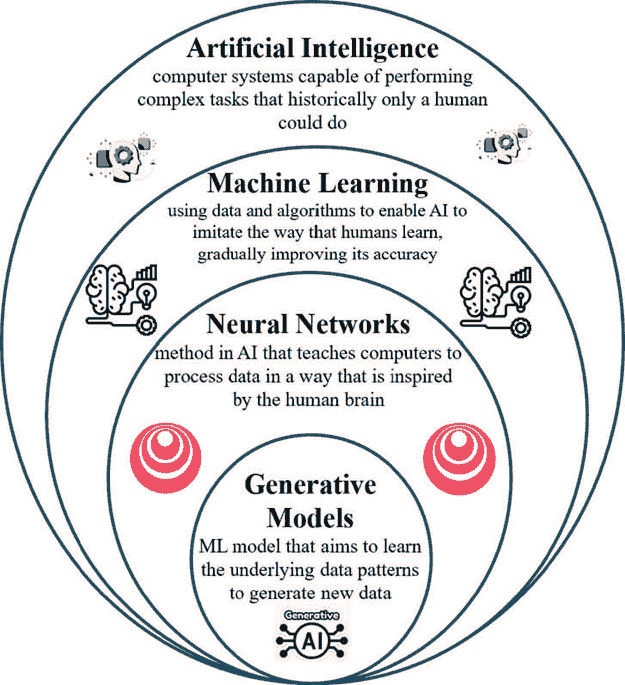 Artificial Intelligence
computer systems capable of performing
complex tasks that historically only a human
could do
Machine Learning
using data and algorithms to enable AI to
imitate the way that humans learn,
gradually improving its accuracy
Neural Networks
method in AI that teaches computers to
process data in a way that is inspired
by the human brain
Generative
Models
ML model that aims to learn
the underlying data patterns
to generate new data
Generative
AI